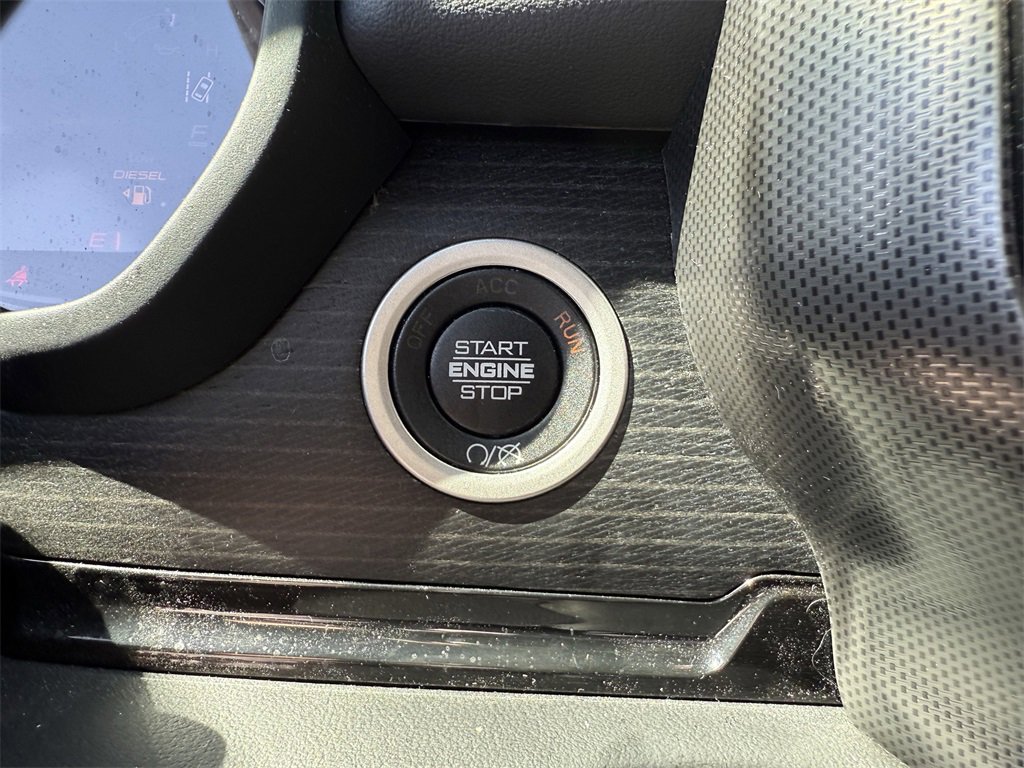 DIESEL
E
ACC
OFF
RUN
START
ENGINE
STOP